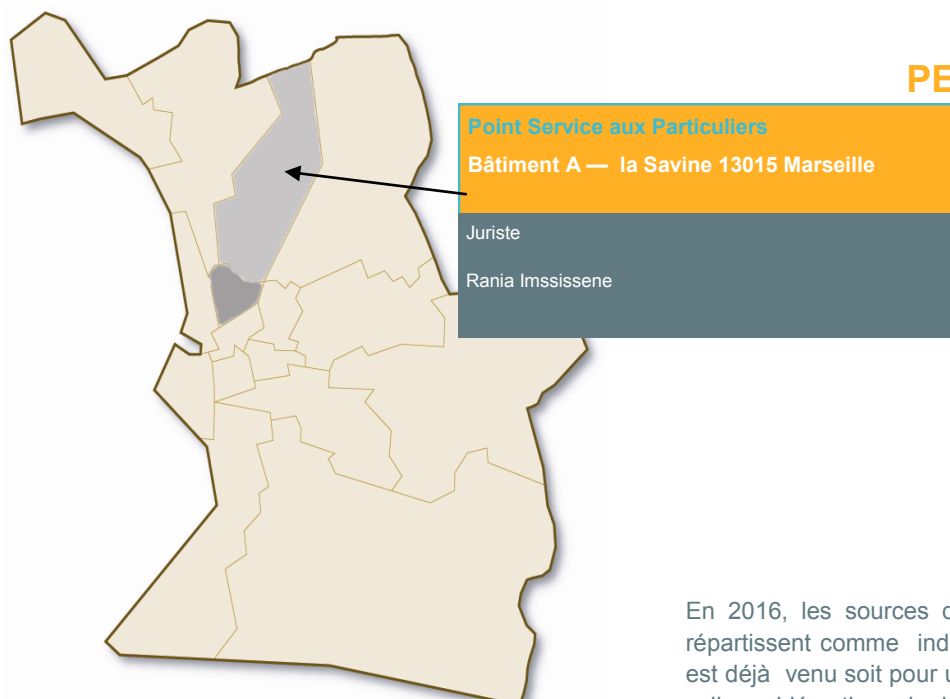 PE
Point Service aux Particuliers
Bâtiment A — la Savine 13015 Marseille
Juriste
Rania Imssissene
En 2016, les sources
répartissent comme ind
est déjà venu soit pour u